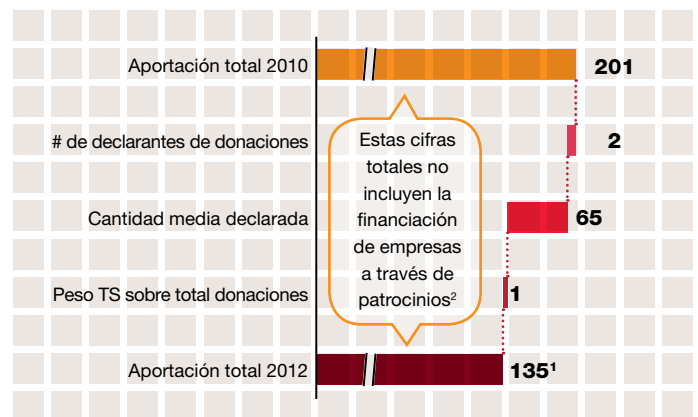 Aportación total 2010 201
# de declarantes de donaciones 2
Estas cifras
totales no
incluyen la
financiación
de empresas
a través de
patrocinios²
Cantidad media declarada 65
Peso TS sobre total donaciones 1
Aportación total 2012 135¹